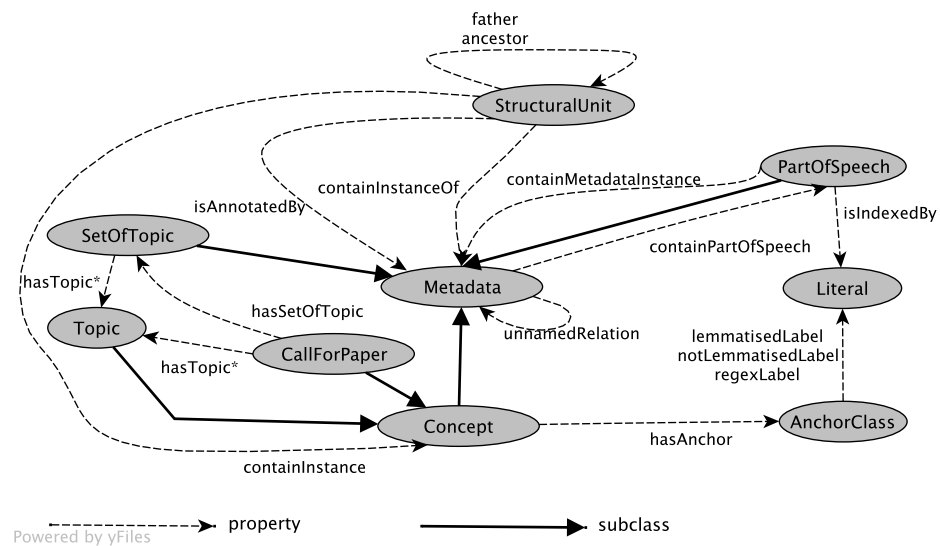 father
ancestor
StructuralUnit
PartOfSpeech
containInstanceOf
containMetadataInstance
isAnnotatedBy
isIndexedBy
SetOfTopic
containPartOfSpeech
hasTopic*
Metadata
Literal
hasSetOfTopic
Topic
unnamedRelation
lemmatisedLabel
notLemmatisedLabel
regexLabel
CallForPaper
hasTopic*
Concept
AnchorClass
hasAnchor
containInstance
property
subclass
Powered by yFiles